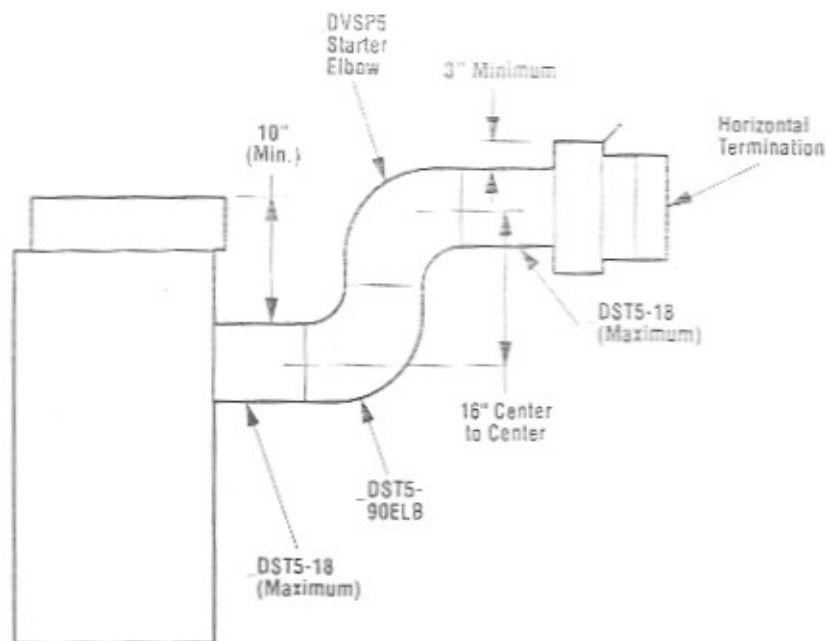 DVSP5
Starter
Elbow
3" Minimum
10"
(Min.)
Horizontal
Termination
DST5-18
(Maximum)
16" Center
to Center
DST5-
90ELB
DST5-18
(Maximum)